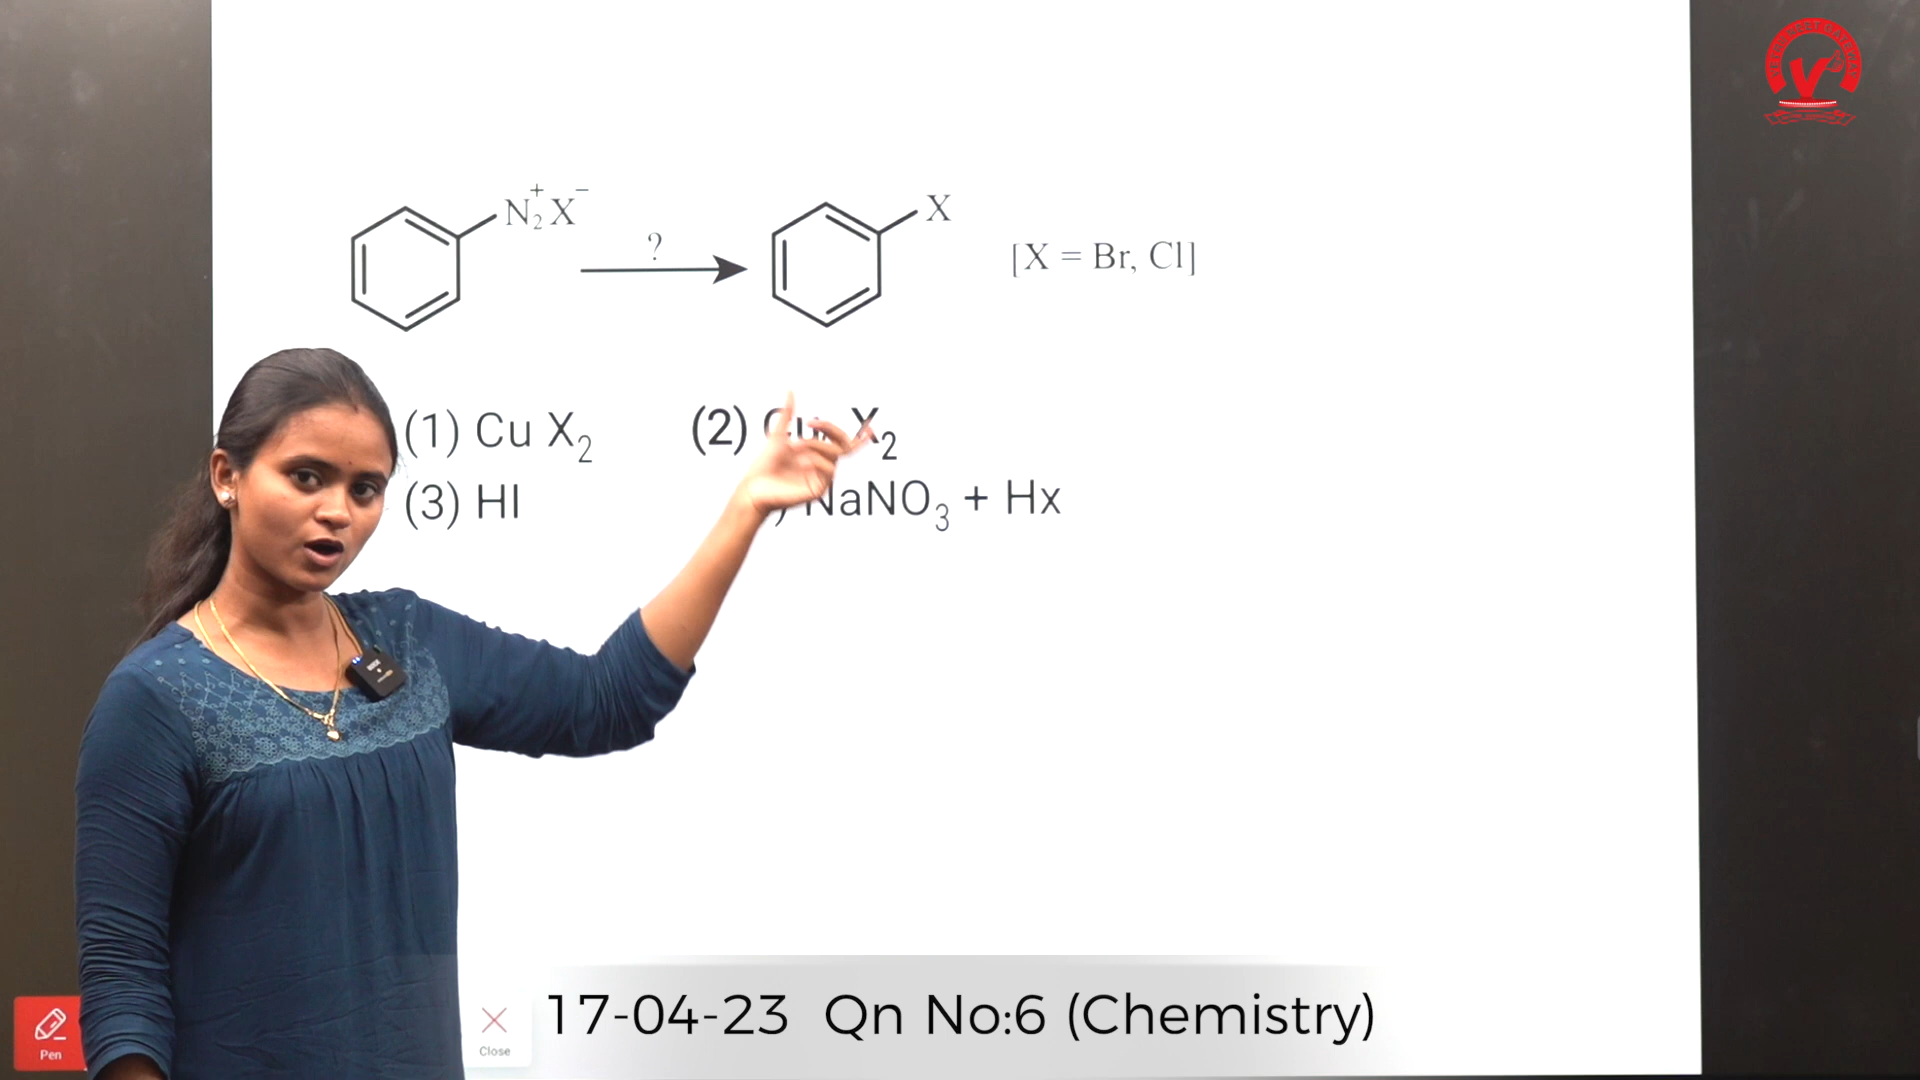 N₂⁺X⁻
?
X
[X = Br, Cl]
(1) Cu X₂ (2) Cu₂ X₂
(3) HI ) NaNO₃ + Hx
17-04-23 Qn No:6 (Chemistry)
Pen
Close